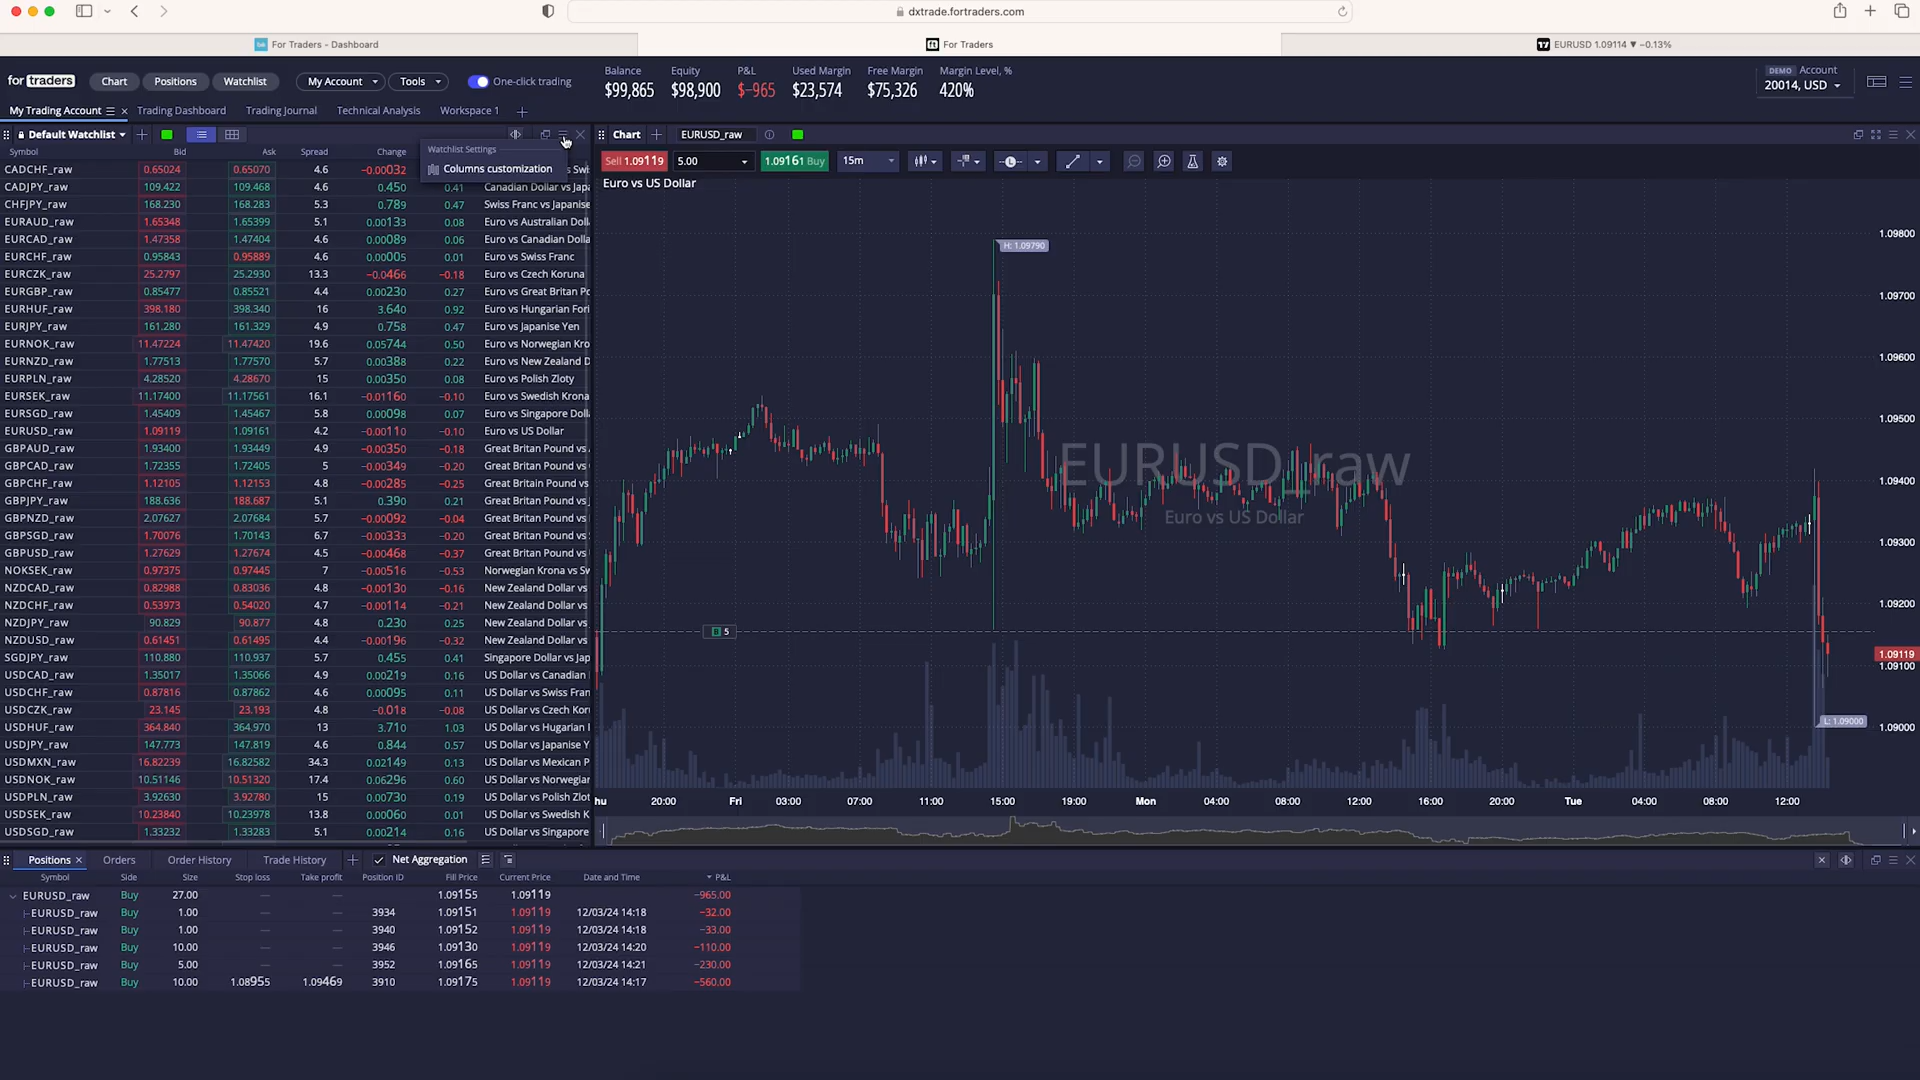 dxtrade.fortraders.com
For Traders - Dashboard
For Traders
EURUSD 1.09114 ▼ −0.13%
for traders Chart Positions Watchlist My Account Tools One-click trading
Balance Equity P&L Used Margin Free Margin Margin Level, %
$99,865 $98,900 $−965 $23,574 $75,326 420%
DEMO Account
20014, USD
My Trading Account Trading Dashboard Trading Journal Technical Analysis Workspace 1
Default Watchlist
Watchlist Settings
Columns customization
Chart EURUSD_raw
Sell 1.09119 5.00 1.09161 Buy 15m
Euro vs US Dollar
Symbol Bid Ask Spread Change
CADCHF_raw 0.65024 0.65070 4.6 −0.00032 s Swi
CADJPY_raw 109.422 109.468 4.6 0.450 0.41 Canadian Dollar vs Japa
CHFJPY_raw 168.230 168.283 5.3 0.789 0.47 Swiss Franc vs Japanise
EURAUD_raw 1.65348 1.65399 5.1 0.00133 0.08 Euro vs Australian Doll
EURCAD_raw 1.47358 1.47404 4.6 0.00089 0.06 Euro vs Canadian Dolla
EURCHF_raw 0.95843 0.95889 4.6 0.00005 0.01 Euro vs Swiss Franc
EURCZK_raw 25.2797 25.2930 13.3 −0.0466 −0.18 Euro vs Czech Koruna
EURGBP_raw 0.85477 0.85521 4.4 0.00230 0.27 Euro vs Great Britan Po
EURHUF_raw 398.180 398.340 16 3.640 0.92 Euro vs Hungarian Fori
EURJPY_raw 161.280 161.329 4.9 0.758 0.47 Euro vs Japanise Yen
EURNOK_raw 11.47224 11.47420 19.6 0.05744 0.50 Euro vs Norwegian Kro
EURNZD_raw 1.77513 1.77570 5.7 0.00388 0.22 Euro vs New Zealand D
EURPLN_raw 4.28520 4.28670 15 0.00350 0.08 Euro vs Polish Zloty
EURSEK_raw 11.17400 11.17561 16.1 −0.01160 −0.10 Euro vs Swedish Krona
EURSGD_raw 1.45409 1.45467 5.8 0.00098 0.07 Euro vs Singapore Dolla
EURUSD_raw 1.09119 1.09161 4.2 −0.00110 −0.10 Euro vs US Dollar
GBPAUD_raw 1.93400 1.93449 4.9 −0.00350 −0.18 Great Britan Pound vs
GBPCAD_raw 1.72355 1.72405 5 −0.00349 −0.20 Great Britan Pound vs
GBPCHF_raw 1.12105 1.12153 4.8 −0.00285 −0.25 Great Britain Pound vs
GBPJPY_raw 188.636 188.687 5.1 0.390 0.21 Great Britan Pound vs
GBPNZD_raw 2.07627 2.07684 5.7 −0.00092 −0.04 Great Britan Pound vs
GBPSGD_raw 1.70076 1.70143 6.7 −0.00333 −0.20 Great Britan Pound vs
GBPUSD_raw 1.27629 1.27674 4.5 −0.00468 −0.37 Great Britan Pound vs
NOKSEK_raw 0.97375 0.97445 7 −0.00516 −0.53 Norwegian Krona vs Sw
NZDCAD_raw 0.82988 0.83036 4.8 −0.00130 −0.16 New Zealand Dollar vs
NZDCHF_raw 0.53973 0.54020 4.7 −0.00114 −0.21 New Zealand Dollar vs
NZDJPY_raw 90.829 90.877 4.8 0.230 0.25 New Zealand Dollar vs
NZDUSD_raw 0.61451 0.61495 4.4 −0.00196 −0.32 New Zealand Dollar vs
SGDJPY_raw 110.880 110.937 5.7 0.455 0.41 Singapore Dollar vs Jap
USDCAD_raw 1.35017 1.35066 4.9 0.00219 0.16 US Dollar vs Canadian
USDCHF_raw 0.87816 0.87862 4.6 0.00095 0.11 US Dollar vs Swiss Fran
USDCZK_raw 23.145 23.193 4.8 −0.018 −0.08 US Dollar vs Czech Kor
USDHUF_raw 364.840 364.970 13 3.710 1.03 US Dollar vs Hugarian
USDJPY_raw 147.773 147.819 4.6 0.844 0.57 US Dollar vs Japanise Y
USDMXN_raw 16.82239 16.82582 34.3 0.02149 0.13 US Dollar vs Mexican P
USDNOK_raw 10.51146 10.51320 17.4 0.06296 0.60 US Dollar vs Norwegian
USDPLN_raw 3.92630 3.92780 15 0.00730 0.19 US Dollar vs Polish Zlot
USDSEK_raw 10.23840 10.23978 13.8 0.00060 0.01 US Dollar vs Swedish K
USDSGD_raw 1.33232 1.33283 5.1 0.00214 0.16 US Dollar vs Singapore
H: 1.09790
EURUSD_raw
Euro vs US Dollar
5
L: 1.09000
1.09800
1.09700
1.09600
1.09500
1.09400
1.09300
1.09200
1.09119
1.09100
1.09000
hu 20:00 Fri 03:00 07:00 11:00 15:00 19:00 Mon 04:00 08:00 12:00 16:00 20:00 Tue 04:00 08:00 12:00
Positions Orders Order History Trade History Net Aggregation
Symbol Side Size Stop loss Take profit Position ID Fill Price Current Price Date and Time P&L
EURUSD_raw Buy 27.00 — — 1.09155 1.09119 −965.00
EURUSD_raw Buy 1.00 — — 3934 1.09151 1.09119 12/03/24 14:18 −32.00
EURUSD_raw Buy 1.00 — — 3940 1.09152 1.09119 12/03/24 14:18 −33.00
EURUSD_raw Buy 10.00 — — 3946 1.09130 1.09119 12/03/24 14:20 −110.00
EURUSD_raw Buy 5.00 — — 3952 1.09165 1.09119 12/03/24 14:21 −230.00
EURUSD_raw Buy 10.00 1.08955 1.09469 3910 1.09175 1.09119 12/03/24 14:17 −560.00